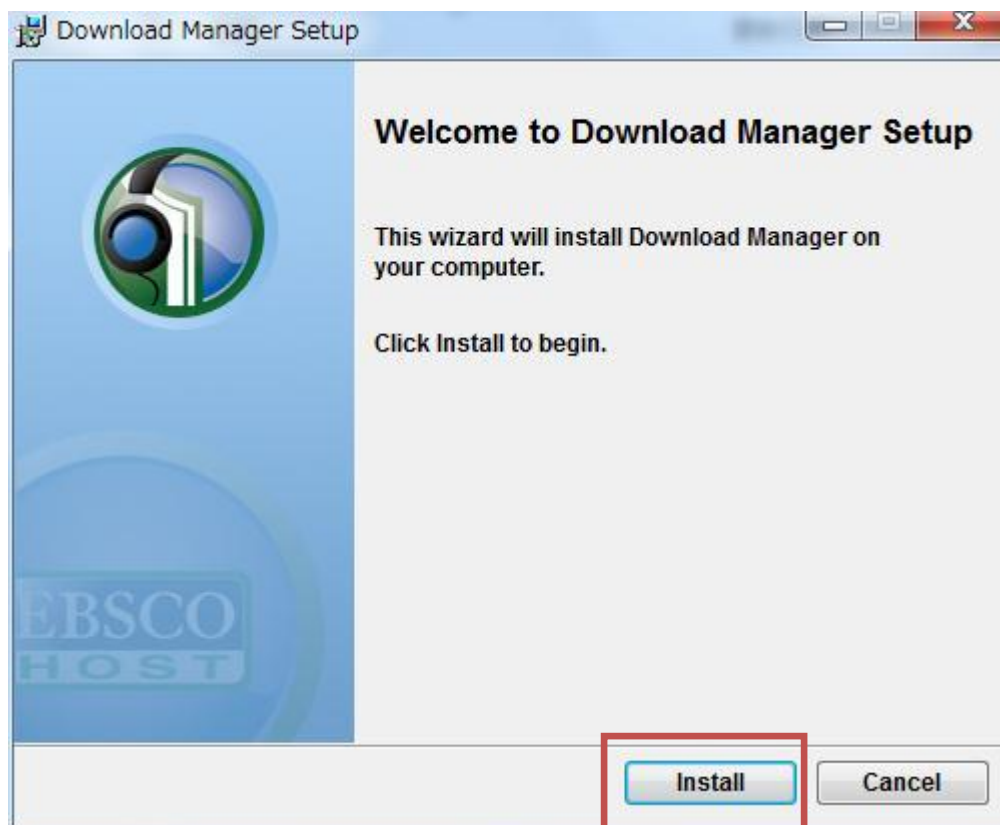 Download Manager Setup
Welcome to Download Manager Setup
This wizard will install Download Manager on
your computer.
Click Install to begin.
EBSCO
HOST
Install
Cancel